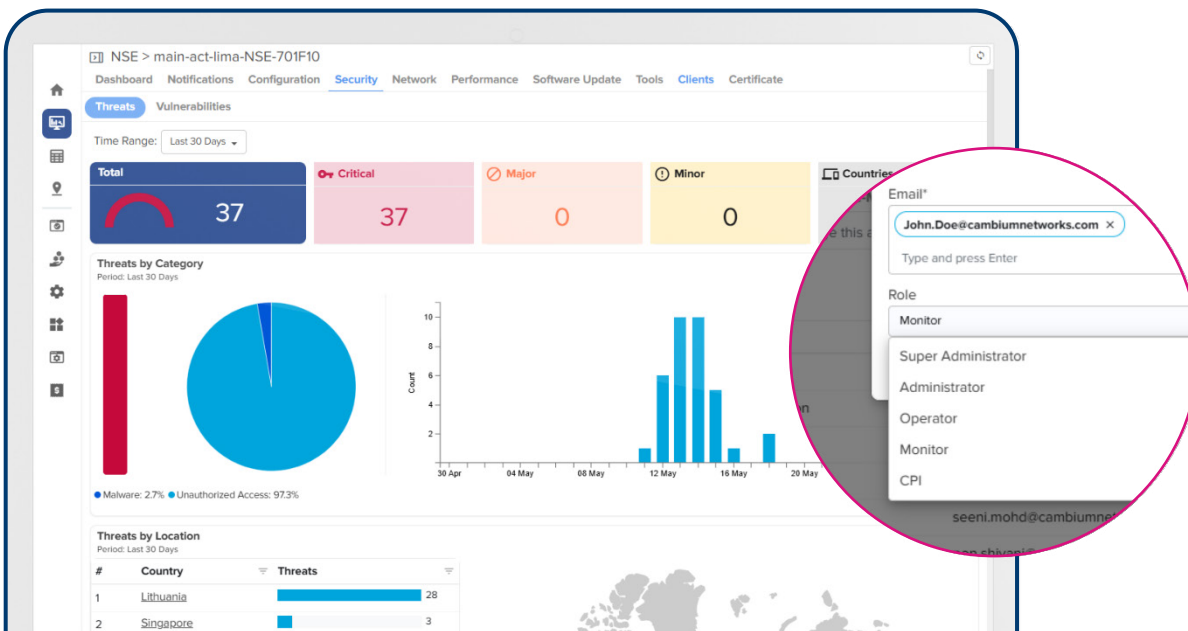 NSE > main-act-lima-NSE-701F10
Dashboard Notifications Configuration Security Network Performance Software Update Tools Clients Certificate
Threats Vulnerabilities
Time Range: Last 30 Days
Total
37
Critical
37
Major
0
Minor
0
Countries
Threats by Category
Period: Last 30 Days
Malware: 2.7% Unauthorized Access: 97.3%
Count
10
8
6
4
2
30 Apr 04 May 08 May 12 May 16 May 20 May
Threats by Location
Period: Last 30 Days
# Country Threats
1 Lithuania 28
2 Singapore 3
Email*
John.Doe@cambiumnetworks.com ×
Type and press Enter
this
Role
Monitor
Super Administrator
Administrator
Operator
Monitor
CPI
seeni.mohd@cambiumnet